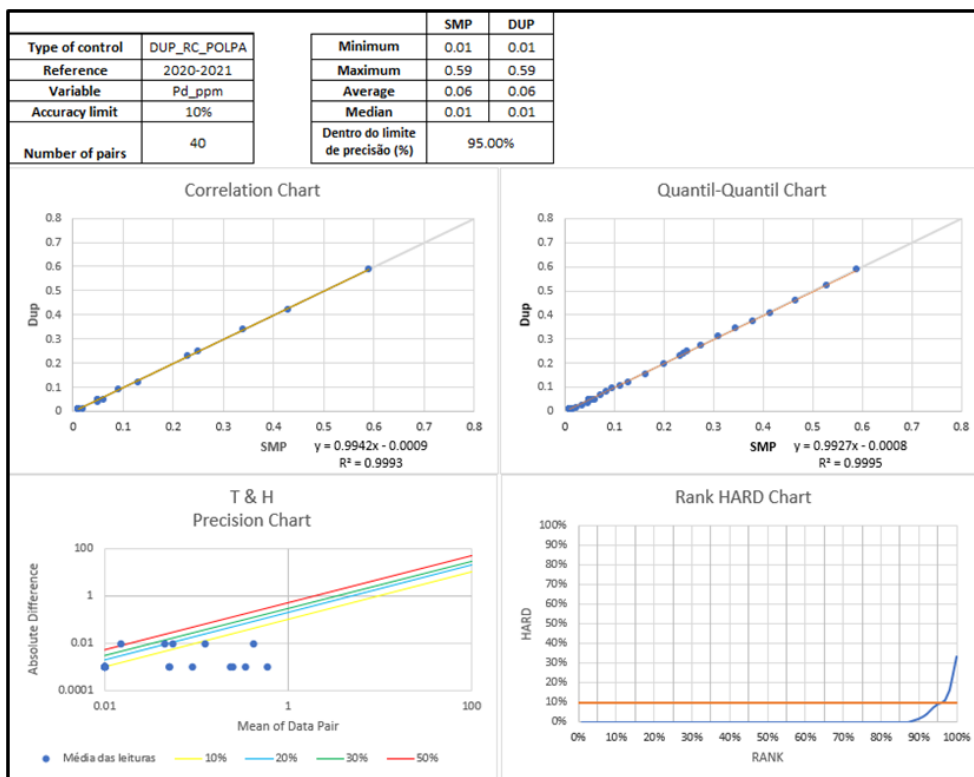 SMP DUP
Type of control DUP_RC_POLPA
Reference 2020-2021
Variable Pd_ppm
Accuracy limit 10%
Number of pairs 40
Minimum 0.01 0.01
Maximum 0.59 0.59
Average 0.06 0.06
Median 0.01 0.01
Dentro do limite
de precisão (%) 95.00%
Correlation Chart
0.8
0.7
0.6
0.5
0.4
0.3
0.2
0.1
0
Dup
0 0.1 0.2 0.3 0.4 0.5 0.6 0.7 0.8
SMP y = 0.9942x - 0.0009
R² = 0.9993
Quantil-Quantil Chart
0.8
0.7
0.6
0.5
0.4
0.3
0.2
0.1
0
Dup
0 0.1 0.2 0.3 0.4 0.5 0.6 0.7 0.8
SMP y = 0.9927x - 0.0008
R² = 0.9995
T & H
Precision Chart
100
1
0.01
0.0001
Absolute Difference
0.01 1 100
Mean of Data Pair
Média das leituras 10% 20% 30% 50%
Rank HARD Chart
100%
90%
80%
70%
60%
50%
40%
30%
20%
10%
0%
HARD
0% 10% 20% 30% 40% 50% 60% 70% 80% 90% 100%
RANK